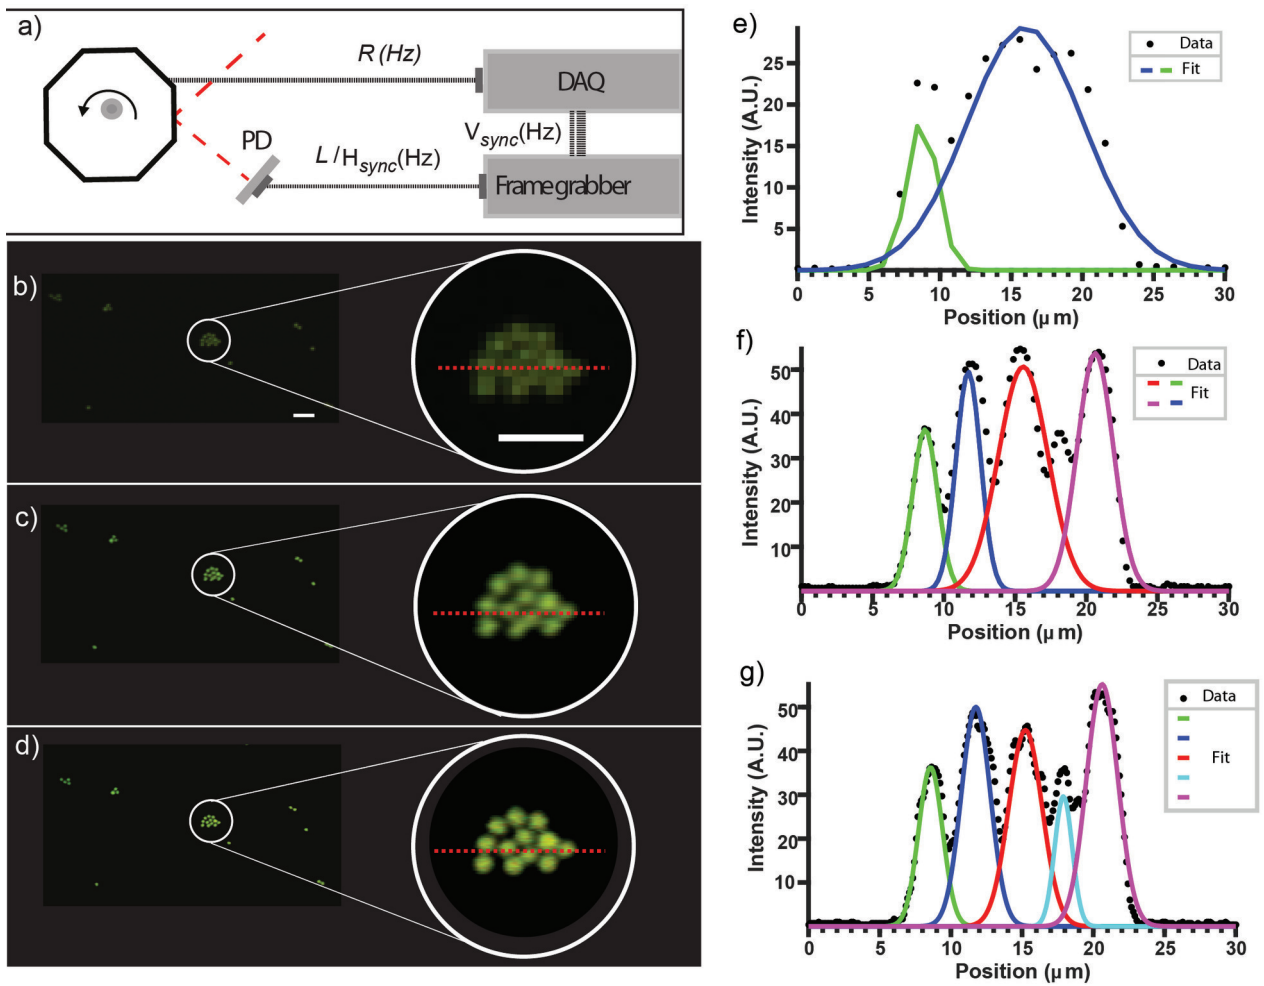 a)
R (Hz)
DAQ
PD
V sync (Hz)
L / H sync (Hz)
Framegrabber
b)
c)
d)
e)
Data
Fit
Intensity (A.U.)
25
20
15
10
5
0 5 10 15 20 25 30
Position (µm)
f)
Data
Fit
Intensity (A.U.)
50
40
30
20
10
0 5 10 15 20 25 30
Position (µm)
g)
Data
Fit
Intensity (A.U.)
50
40
30
20
10
0 5 10 15 20 25 30
Position (µm)